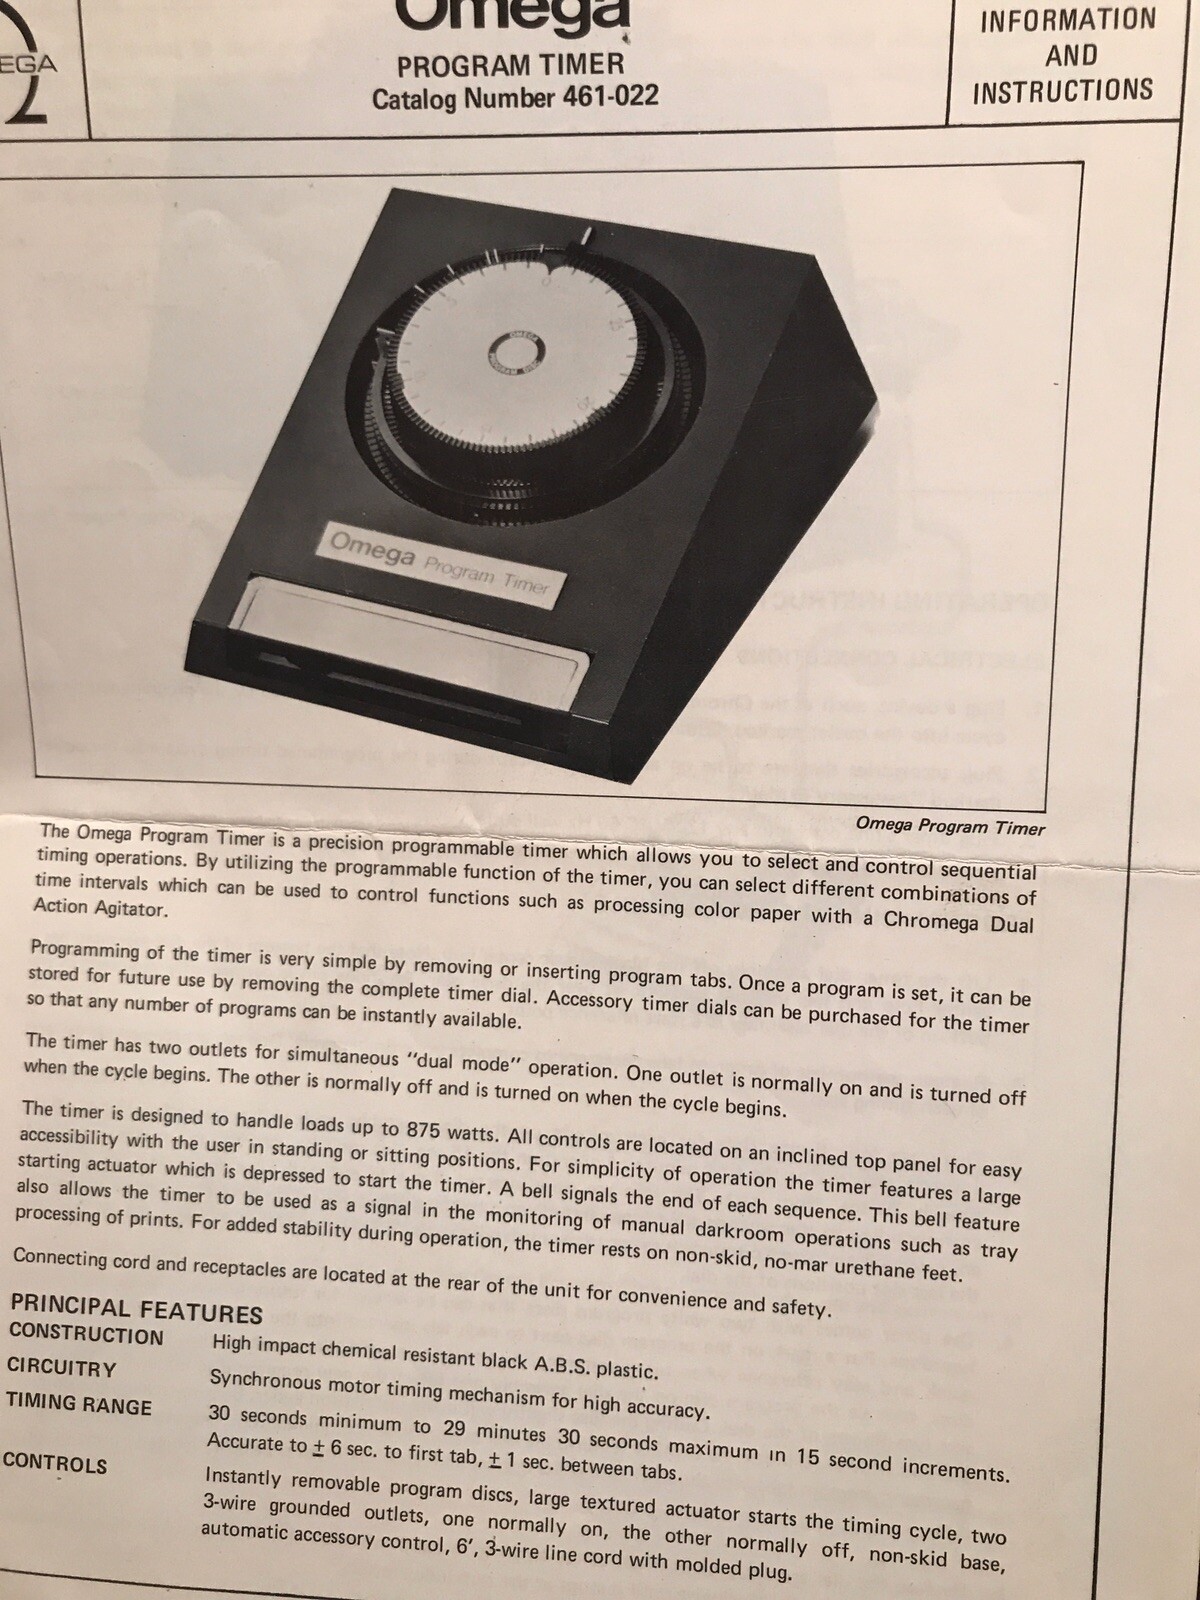 EGA
Omega
PROGRAM TIMER
Catalog Number 461-022
INFORMATION
AND
INSTRUCTIONS
OMEGA
PROGRAM DISC
Omega Program Timer
Omega Program Timer
The Omega Program Timer is a precision programmable timer which allows you to select and control sequential
timing operations. By utilizing the programmable function of the timer, you can select different combinations of
time intervals which can be used to control functions such as processing color paper with a Chromega Dual
Action Agitator.
Programming of the timer is very simple by removing or inserting program tabs. Once a program is set, it can be
stored for future use by removing the complete timer dial. Accessory timer dials can be purchased for the timer
so that any number of programs can be instantly available.
The timer has two outlets for simultaneous "dual mode" operation. One outlet is normally on and is turned off
when the cycle begins. The other is normally off and is turned on when the cycle begins.
The timer is designed to handle loads up to 875 watts. All controls are located on an inclined top panel for easy
accessibility with the user in standing or sitting positions. For simplicity of operation the timer features a large
starting actuator which is depressed to start the timer. A bell signals the end of each sequence. This bell feature
also allows the timer to be used as a signal in the monitoring of manual darkroom operations such as tray
processing of prints. For added stability during operation, the timer rests on non-skid, no-mar urethane feet.
Connecting cord and receptacles are located at the rear of the unit for convenience and safety.
PRINCIPAL FEATURES
CONSTRUCTION High impact chemical resistant black A.B.S. plastic.
CIRCUITRY Synchronous motor timing mechanism for high accuracy.
TIMING RANGE 30 seconds minimum to 29 minutes 30 seconds maximum in 15 second increments.
Accurate to ± 6 sec. to first tab, ± 1 sec. between tabs.
CONTROLS Instantly removable program discs, large textured actuator starts the timing cycle, two
3-wire grounded outlets, one normally on, the other normally off, non-skid base,
automatic accessory control, 6', 3-wire line cord with molded plug.